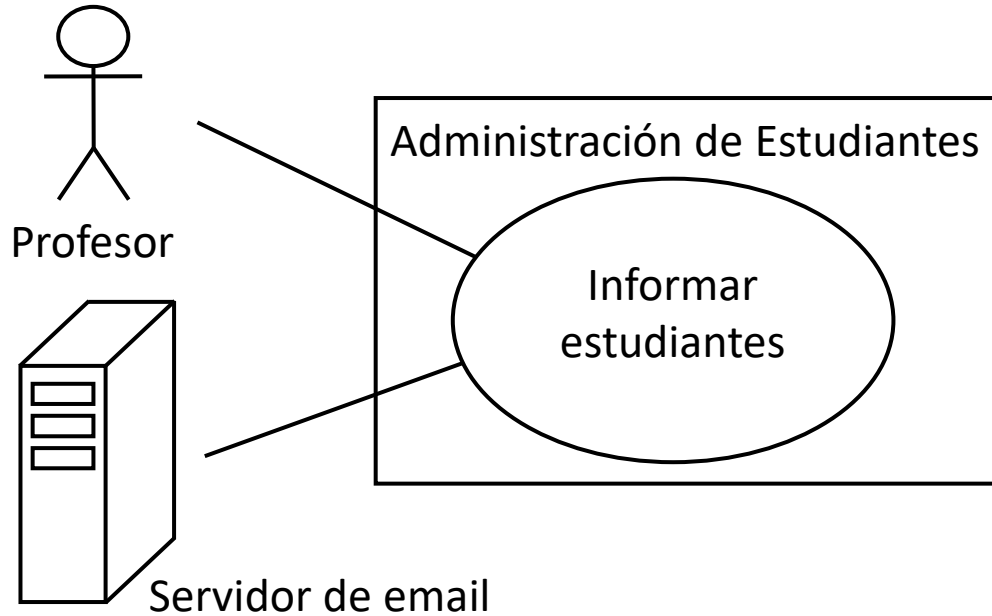 Administración de Estudiantes
Profesor
Informar
estudiantes
Servidor de email